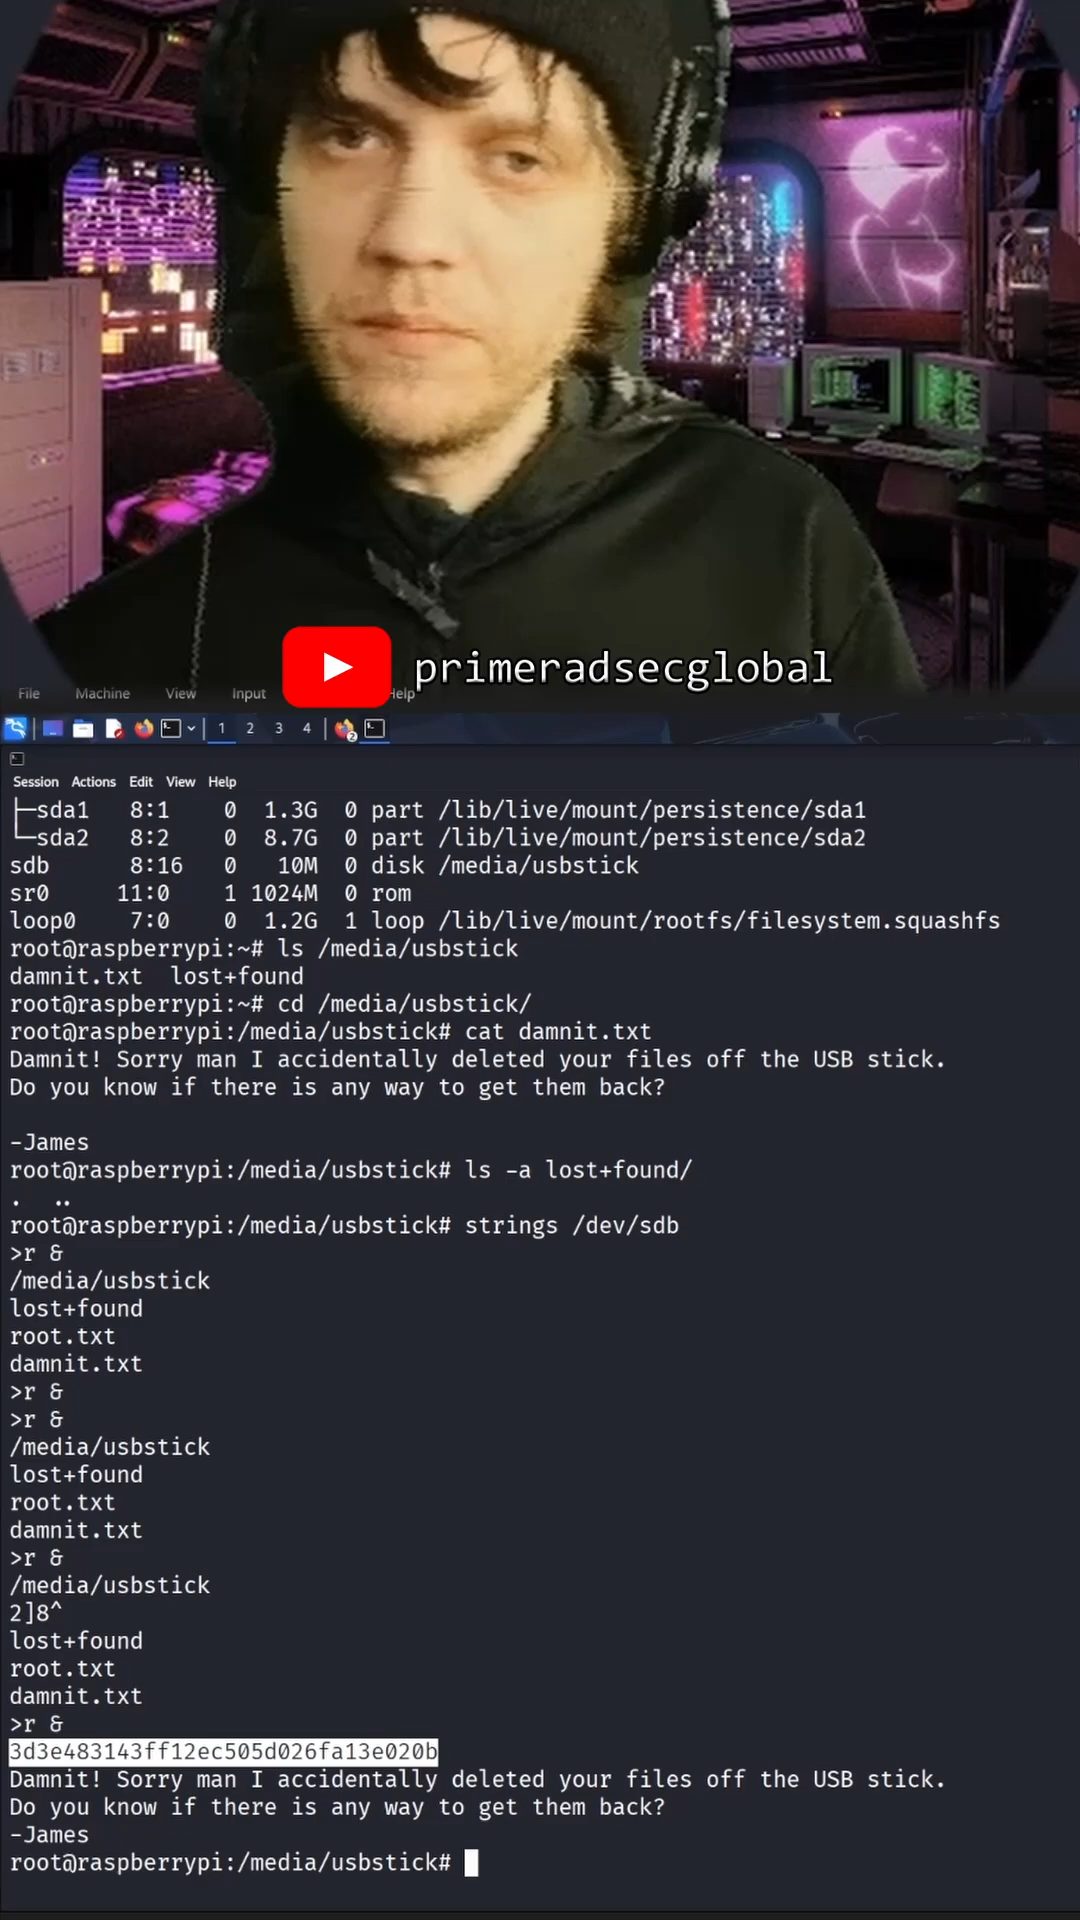 primeradsecglobal
File Machine View Input Help
1 2 3 4 2
Session Actions Edit View Help
├─sda1 8:1 0 1.3G 0 part /lib/live/mount/persistence/sda1
└─sda2 8:2 0 8.7G 0 part /lib/live/mount/persistence/sda2
sdb 8:16 0 10M 0 disk /media/usbstick
sr0 11:0 1 1024M 0 rom
loop0 7:0 0 1.2G 1 loop /lib/live/mount/rootfs/filesystem.squashfs
root@raspberrypi:~# ls /media/usbstick
damnit.txt lost+found
root@raspberrypi:~# cd /media/usbstick/
root@raspberrypi:/media/usbstick# cat damnit.txt
Damnit! Sorry man I accidentally deleted your files off the USB stick.
Do you know if there is any way to get them back?
-James
root@raspberrypi:/media/usbstick# ls -a lost+found/
. ..
root@raspberrypi:/media/usbstick# strings /dev/sdb
>r &
/media/usbstick
lost+found
root.txt
damnit.txt
>r &
>r &
/media/usbstick
lost+found
root.txt
damnit.txt
>r &
/media/usbstick
2]8^
lost+found
root.txt
damnit.txt
>r &
3d3e483143ff12ec505d026fa13e020b
Damnit! Sorry man I accidentally deleted your files off the USB stick.
Do you know if there is any way to get them back?
-James
root@raspberrypi:/media/usbstick#